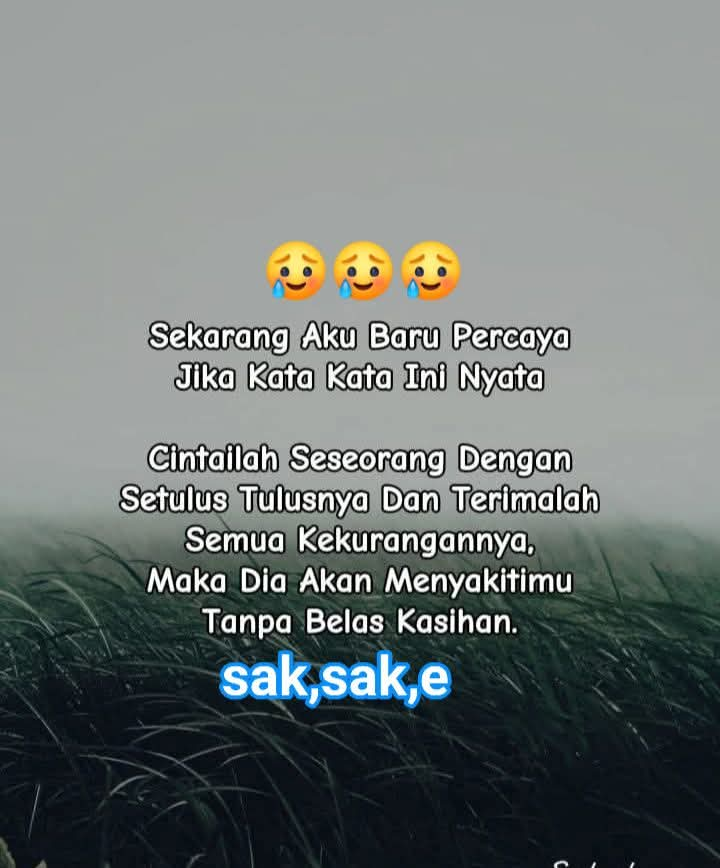 🥲🥲🥲
Sekarang Aku Baru Percaya
Jika Kata Kata Ini Nyata
Cintailah Seseorang Dengan
Setulus Tulusnya Dan Terimalah
Semua Kekurangannya,
Maka Dia Akan Menyakitimu
Tanpa Belas Kasihan.
sak,sak,e